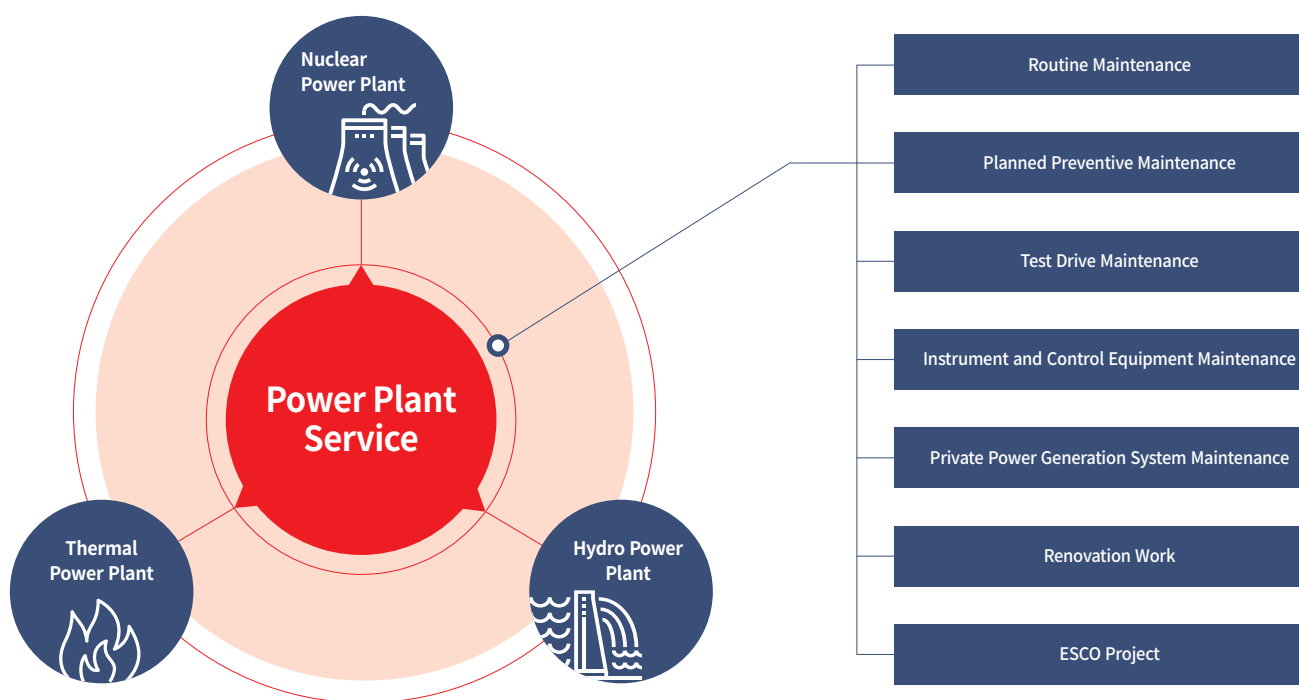 Nuclear
Power Plant
Power Plant
Service
Thermal
Power Plant
Hydro Power
Plant
Routine Maintenance
Planned Preventive Maintenance
Test Drive Maintenance
Instrument and Control Equipment Maintenance
Private Power Generation System Maintenance
Renovation Work
ESCO Project